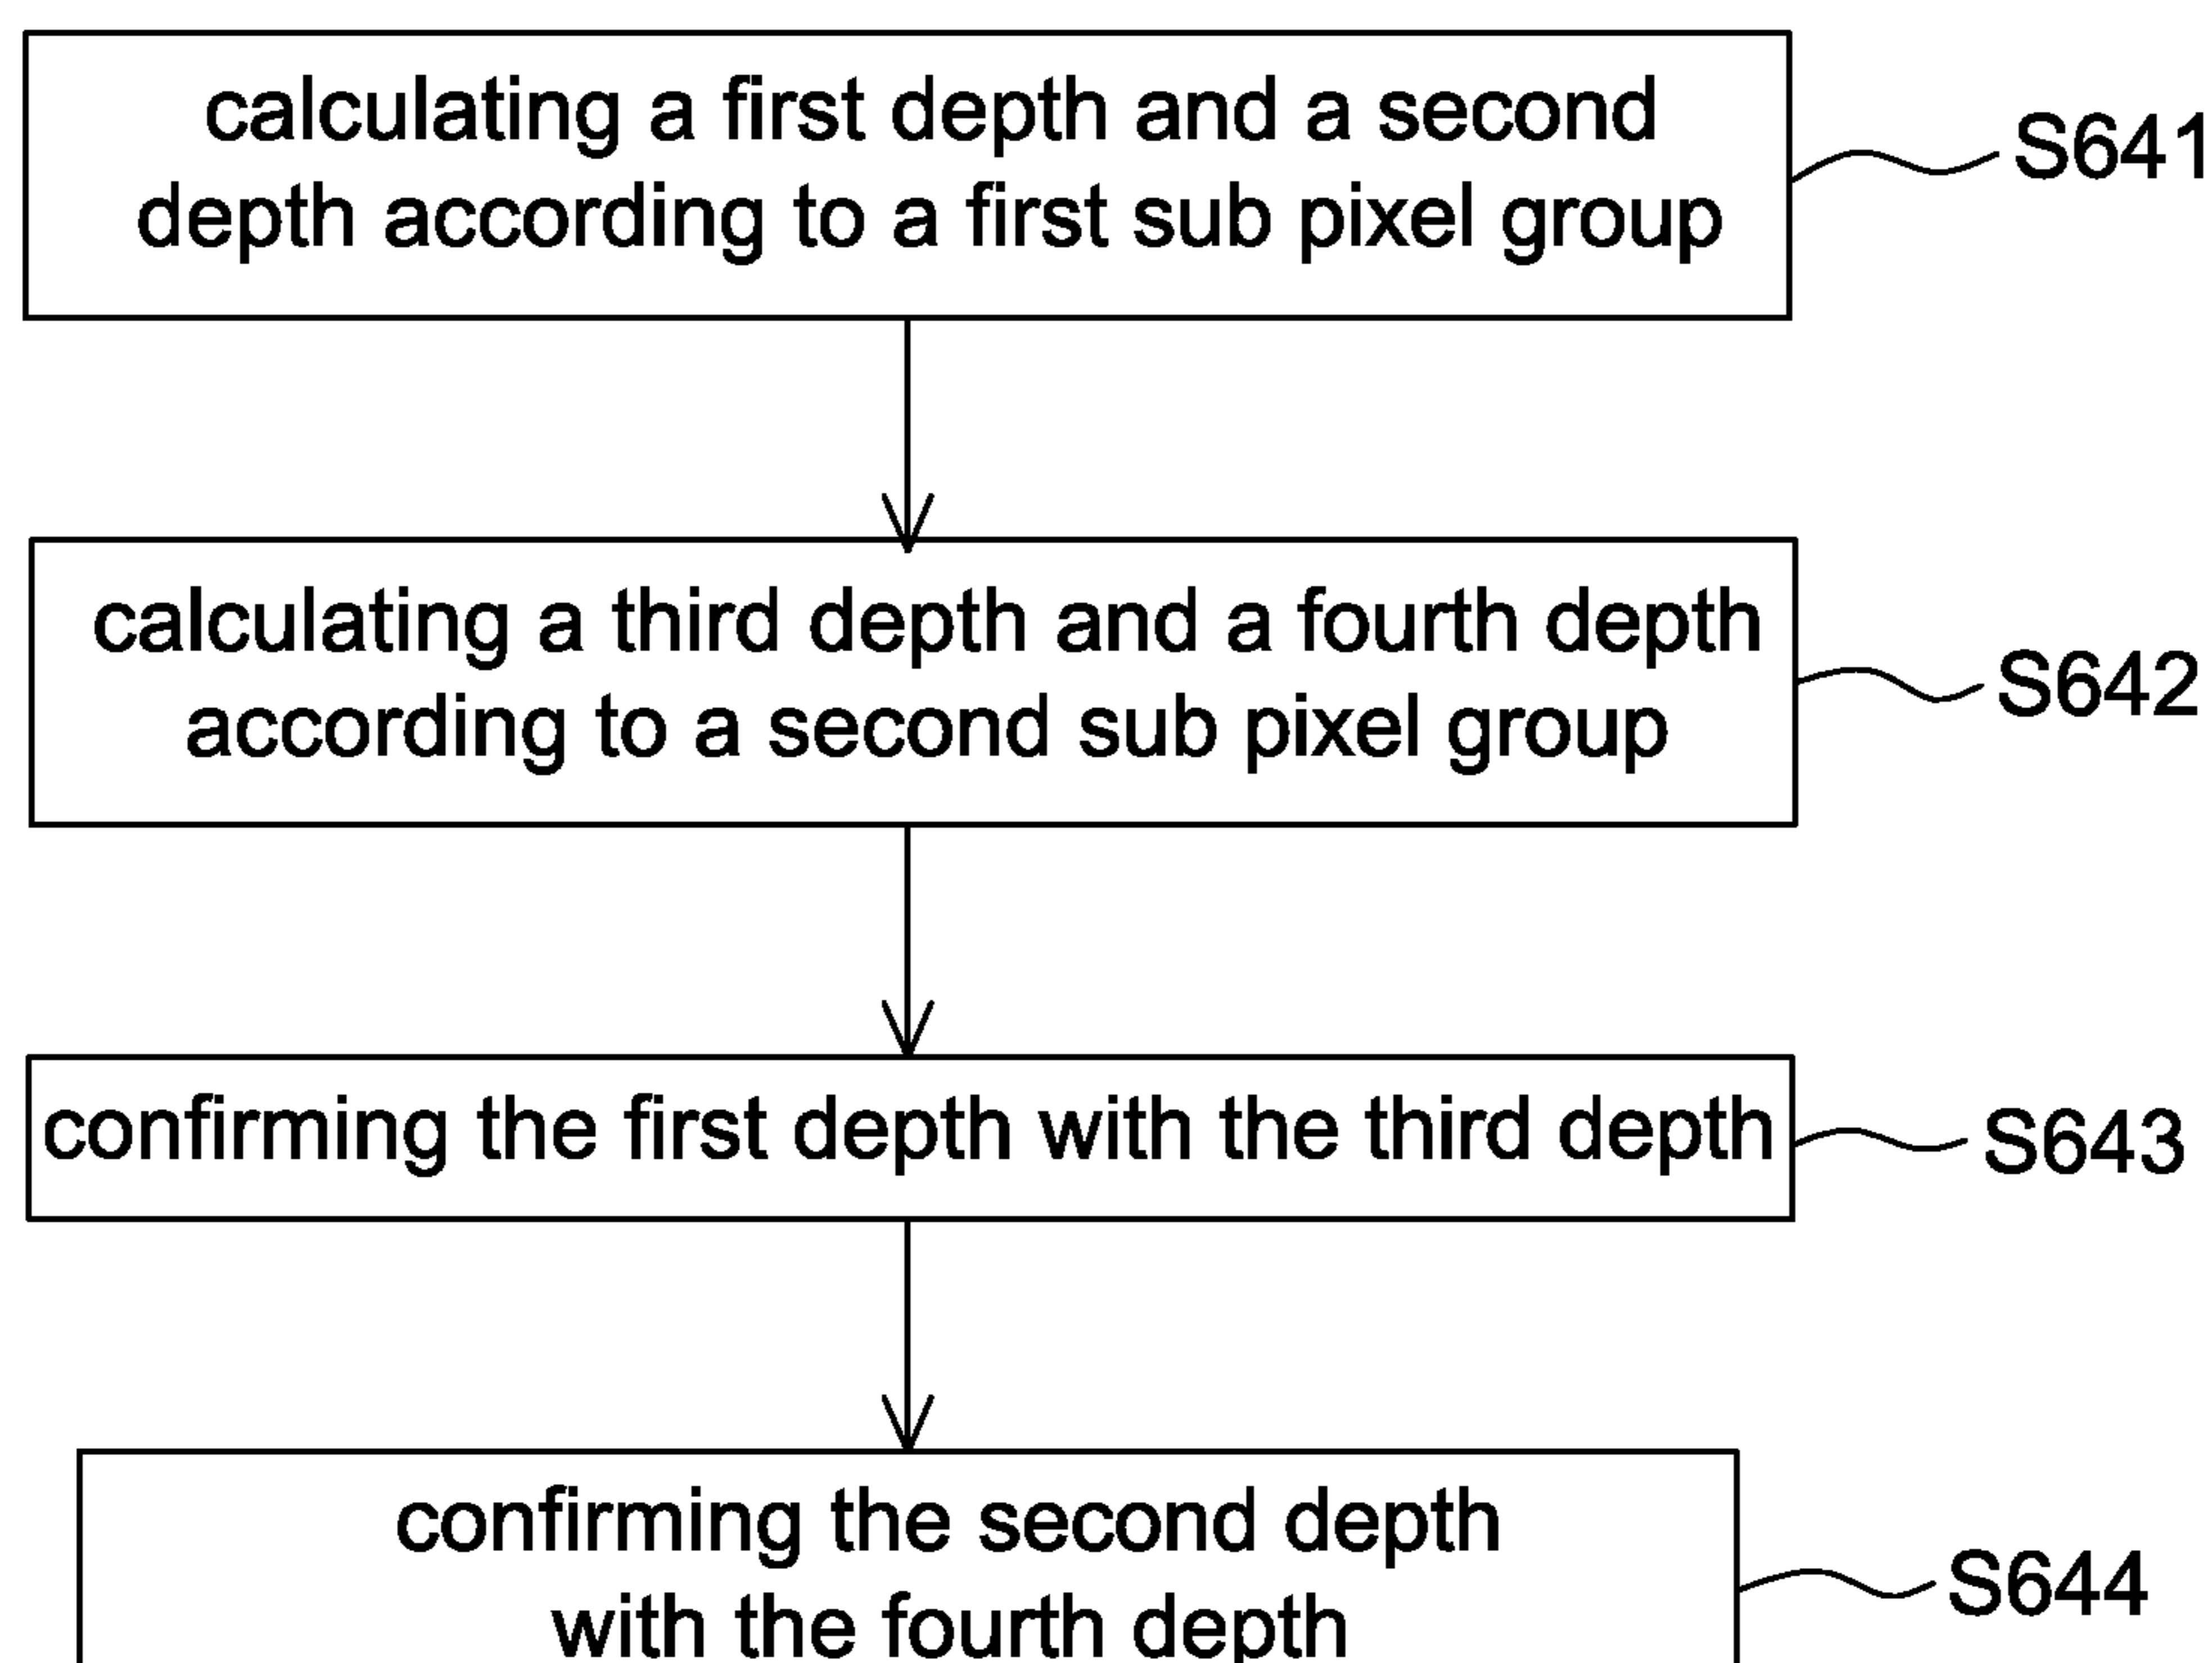 calculating a first depth and a second
depth according to a first sub pixel group
S641
calculating a third depth and a fourth depth
according to a second sub pixel group
S642
confirming the first depth with the third depth
S643
confirming the second depth
with the fourth depth
S644